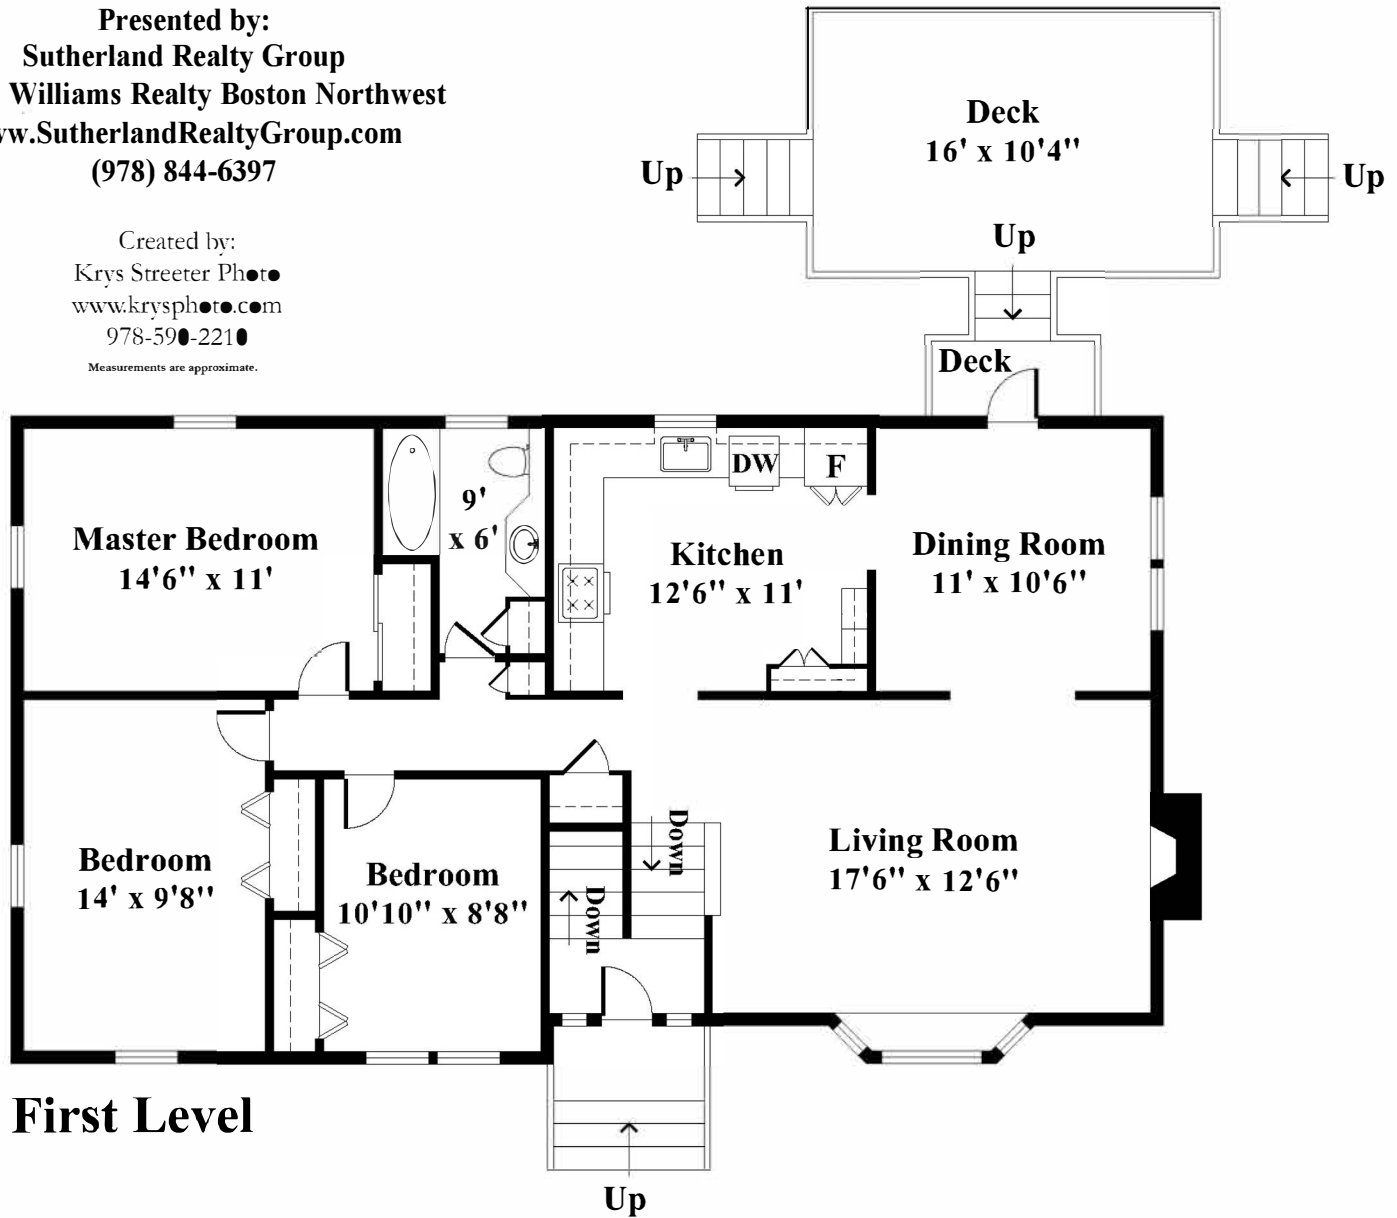 Presented by:
Sutherland Realty Group
Williams Realty Boston Northwest
ww.SutherlandRealtyGroup.com
(978) 844-6397
Created by:
Krys Streeter Photo
www.krysphoto.com
978-590-2210
Measurements are approximate.
Deck
16' x 10'4"
Up
Up
Up
Deck
Master Bedroom
14'6" x 11'
9'
x 6'
DW
F
Kitchen
12'6" x 11'
Dining Room
11' x 10'6"
Bedroom
14' x 9'8"
Bedroom
10'10" x 8'8"
Down
Down
Living Room
17'6" x 12'6"
First Level
Up